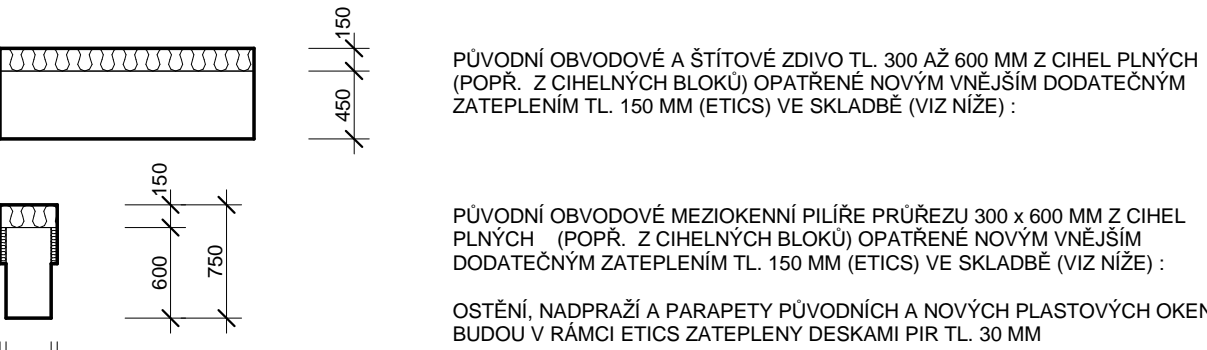 150
450
PŮVODNÍ OBVODOVÉ A ŠTÍTOVÉ ZDIVO TL. 300 AŽ 600 MM Z CIHEL PLNÝCH
(POPŘ. Z CIHELNÝCH BLOKŮ) OPATŘENÉ NOVÝM VNĚJŠÍM DODATEČNÝM
ZATEPLENÍM TL. 150 MM (ETICS) VE SKLADBĚ (VIZ NÍŽE) :
150
600
750
PŮVODNÍ OBVODOVÉ MEZIOKENNÍ PILÍŘE PRŮŘEZU 300 x 600 MM Z CIHEL
PLNÝCH (POPŘ. Z CIHELNÝCH BLOKŮ) OPATŘENÉ NOVÝM VNĚJŠÍM
DODATEČNÝM ZATEPLENÍM TL. 150 MM (ETICS) VE SKLADBĚ (VIZ NÍŽE) :
OSTĚNÍ, NADPRAŽÍ A PARAPETY PŮVODNÍCH A NOVÝCH PLASTOVÝCH OKEN
BUDOU V RÁMCI ETICS ZATEPLENY DESKAMI PIR TL. 30 MM